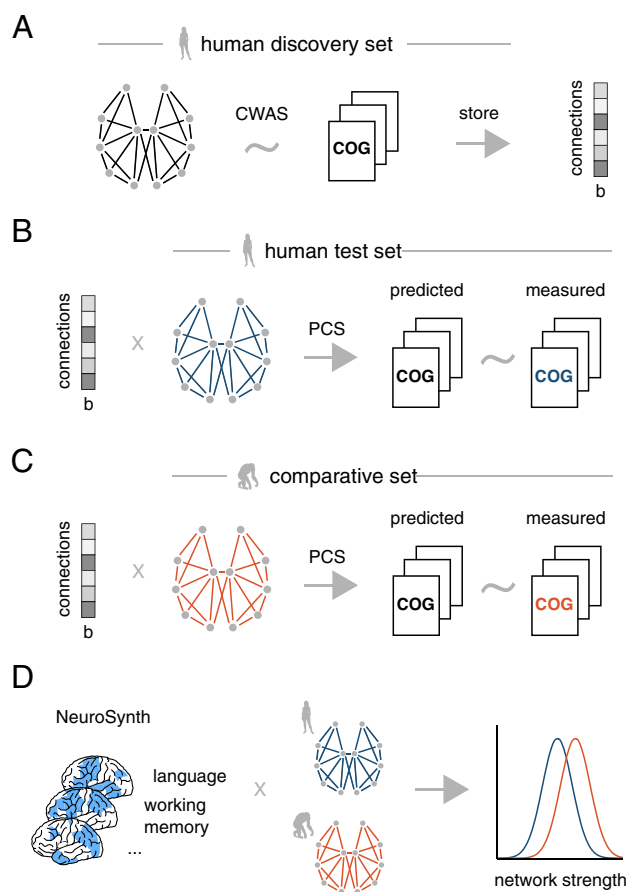 A
human discovery set
CWAS
COG
store
connections
b
B
human test set
connections
b
x
PCS
predicted
COG
measured
COG
C
comparative set
connections
b
x
PCS
predicted
COG
measured
COG
D
NeuroSynth
language
working
memory
...
x
network strength